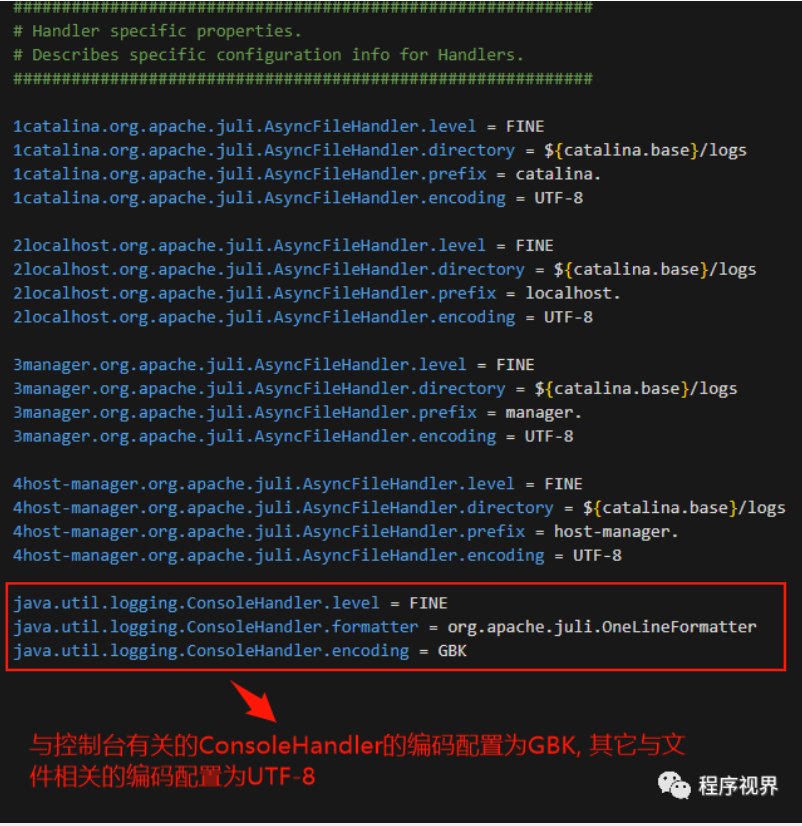 ############################################################
# Handler specific properties.
# Describes specific configuration info for Handlers.
############################################################
1catalina.org.apache.juli.AsyncFileHandler.level = FINE
1catalina.org.apache.juli.AsyncFileHandler.directory = ${catalina.base}/logs
1catalina.org.apache.juli.AsyncFileHandler.prefix = catalina.
1catalina.org.apache.juli.AsyncFileHandler.encoding = UTF-8
2localhost.org.apache.juli.AsyncFileHandler.level = FINE
2localhost.org.apache.juli.AsyncFileHandler.directory = ${catalina.base}/logs
2localhost.org.apache.juli.AsyncFileHandler.prefix = localhost.
2localhost.org.apache.juli.AsyncFileHandler.encoding = UTF-8
3manager.org.apache.juli.AsyncFileHandler.level = FINE
3manager.org.apache.juli.AsyncFileHandler.directory = ${catalina.base}/logs
3manager.org.apache.juli.AsyncFileHandler.prefix = manager.
3manager.org.apache.juli.AsyncFileHandler.encoding = UTF-8
4host-manager.org.apache.juli.AsyncFileHandler.level = FINE
4host-manager.org.apache.juli.AsyncFileHandler.directory = ${catalina.base}/logs
4host-manager.org.apache.juli.AsyncFileHandler.prefix = host-manager.
4host-manager.org.apache.juli.AsyncFileHandler.encoding = UTF-8
java.util.logging.ConsoleHandler.level = FINE
java.util.logging.ConsoleHandler.formatter = org.apache.juli.OneLineFormatter
java.util.logging.ConsoleHandler.encoding = GBK
与控制台有关的ConsoleHandler的编码配置为GBK, 其它与文
件相关的编码配置为UTF-8
程序视界